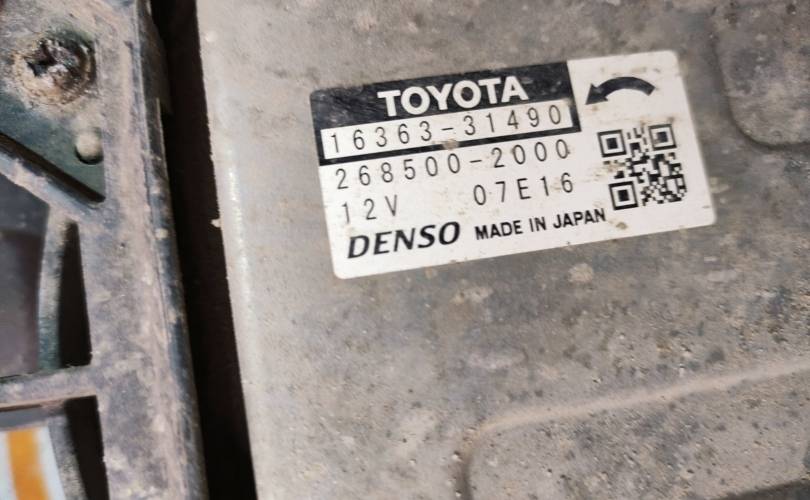 TOYOTA
16363-31490
268500-2000
12V 07E16
DENSO MADE IN JAPAN